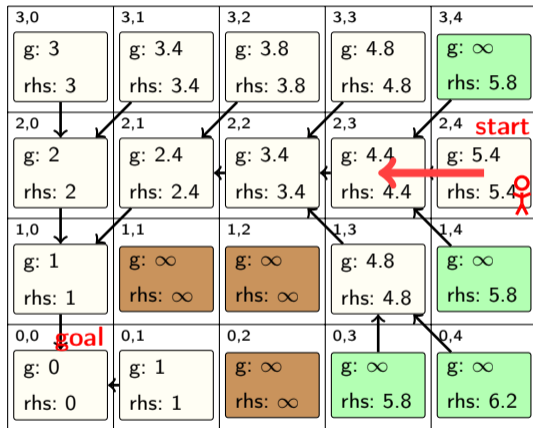 3,0 3,1 3,2 3,3 3,4
g: 3 g: 3.4 g: 3.8 g: 4.8 g: ∞
rhs: 3 rhs: 3.4 rhs: 3.8 rhs: 4.8 rhs: 5.8
2,0 2,1 2,2 2,3 2,4 start
g: 2 g: 2.4 g: 3.4 g: 4.4 g: 5.4
rhs: 2 rhs: 2.4 rhs: 3.4 rhs: 4.4 rhs: 5.4
1,0 1,1 1,2 1,3 1,4
g: 1 g: ∞ g: ∞ g: 4.8 g: ∞
rhs: 1 rhs: ∞ rhs: ∞ rhs: 4.8 rhs: 5.8
0,0 goal 0,1 0,2 0,3 0,4
g: 0 g: 1 g: ∞ g: ∞ g: ∞
rhs: 0 rhs: 1 rhs: ∞ rhs: 5.8 rhs: 6.2